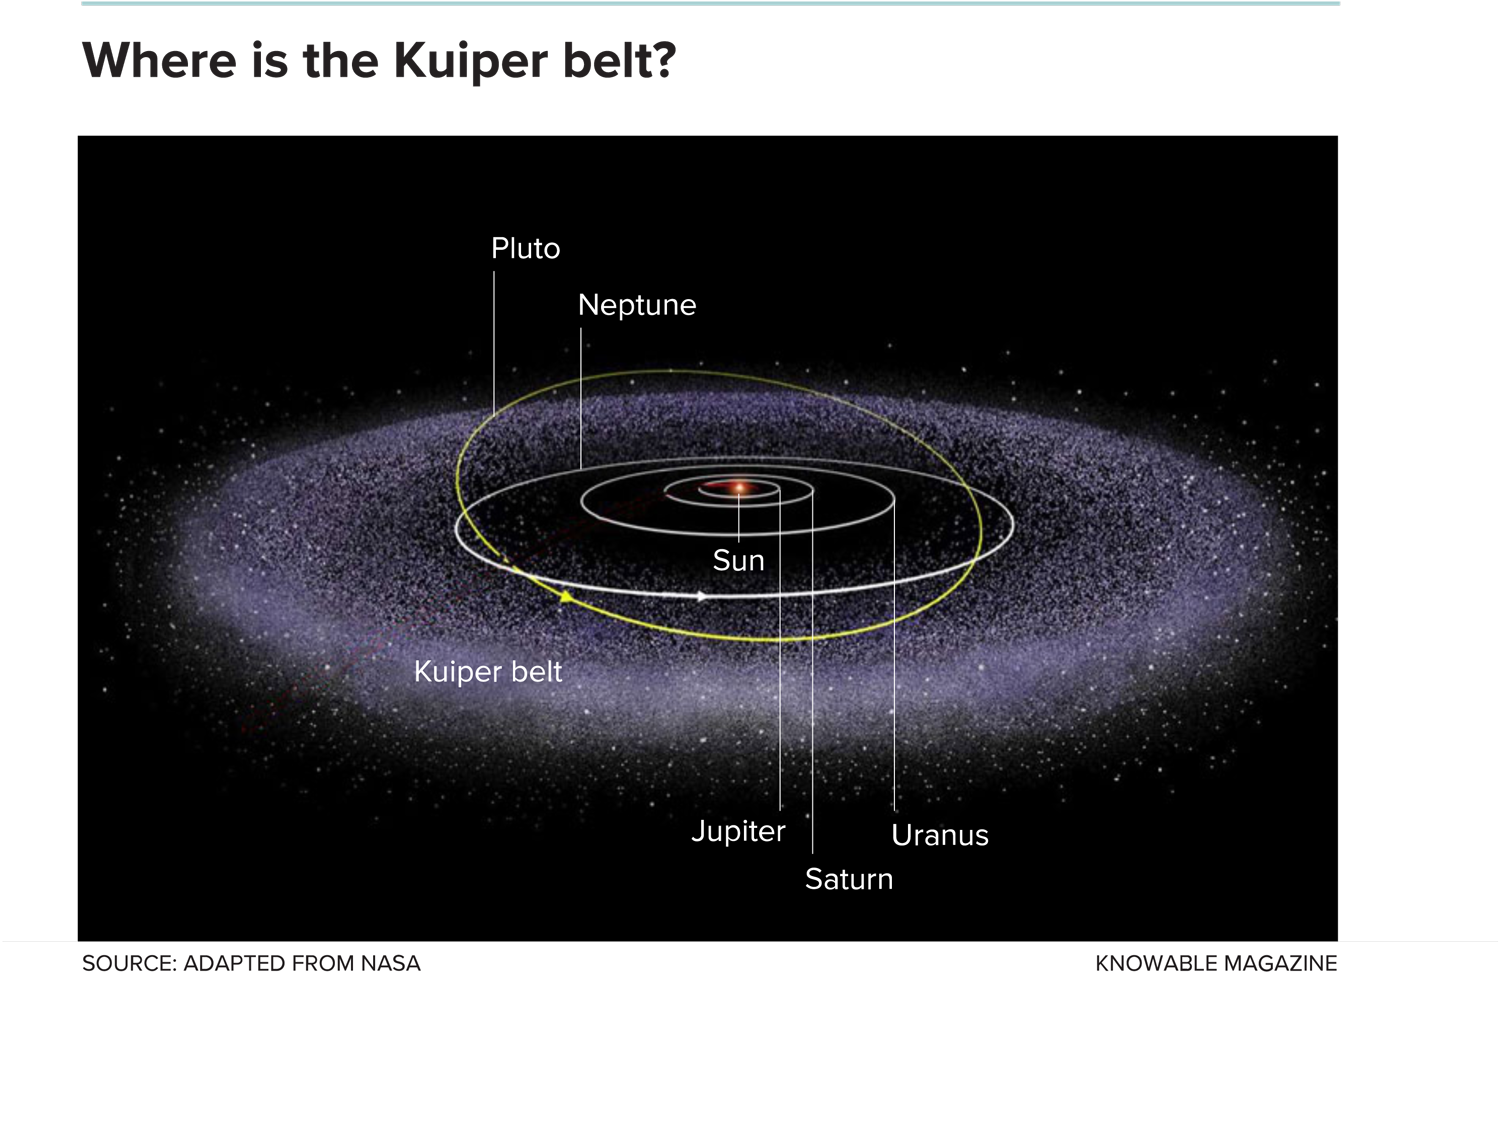 Where is the Kuiper belt?
Pluto
Neptune
Sun
Kuiper belt
Jupiter
Uranus
Saturn
SOURCE: ADAPTED FROM NASA
KNOWABLE MAGAZINE